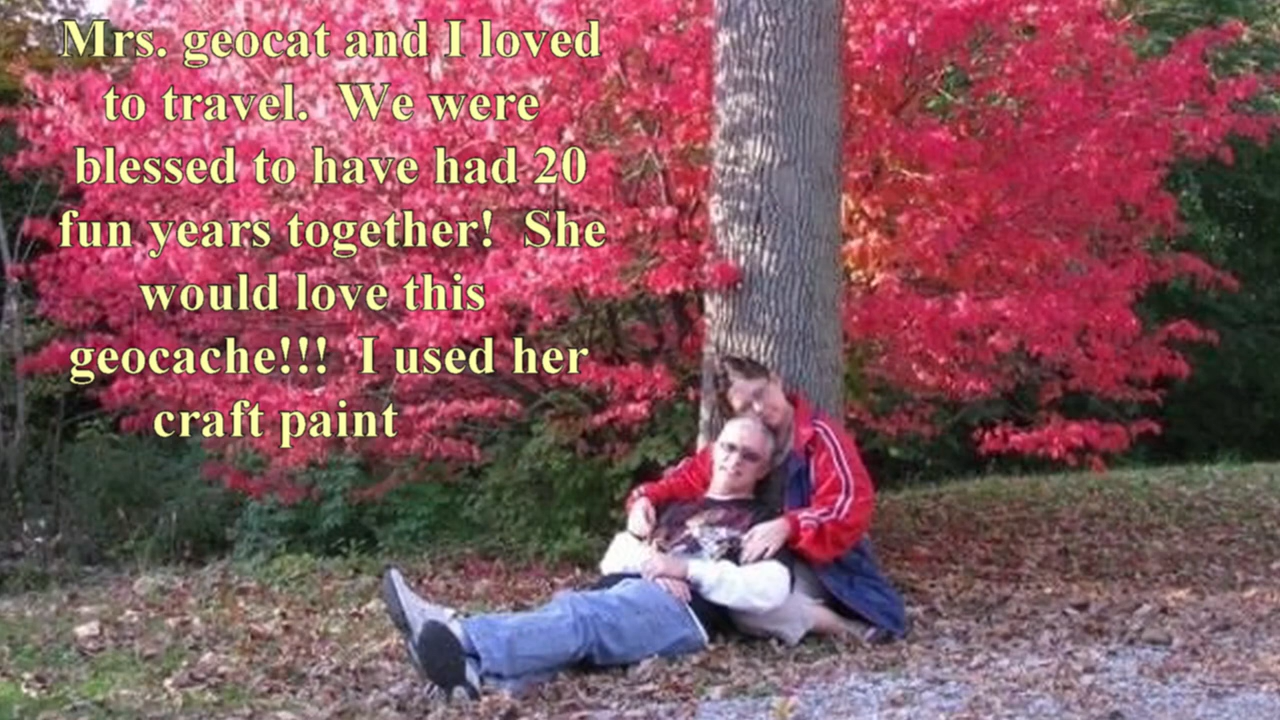 Mrs. geocat and I loved
to travel.  We were
blessed to have had 20
fun years together!  She
would love this
geocache!!!  I used her
craft paint